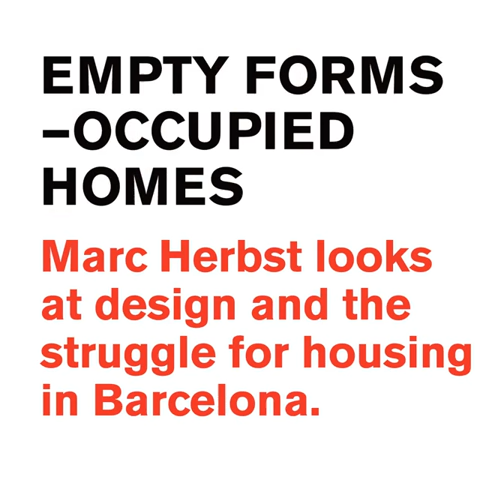 EMPTY FORMS
–OCCUPIED
HOMES
Marc Herbst looks
at design and the
struggle for housing
in Barcelona.